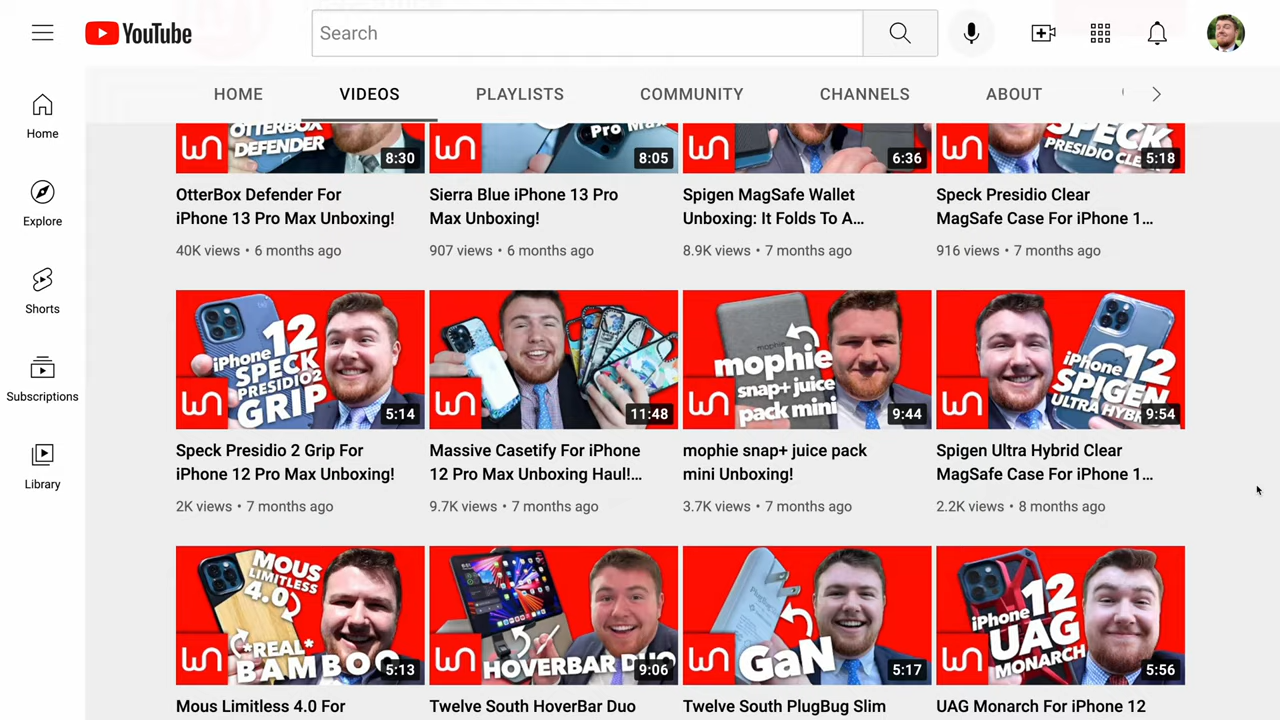 YouTube
Search
HOME
VIDEOS
PLAYLISTS
COMMUNITY
CHANNELS
ABOUT
Home
Explore
Shorts
Subscriptions
Library
OTTERBOX
DEFENDER
8:30
Pro Max
8:05
6:36
SPECK
PRESIDIO CLE
5:18
OtterBox Defender For
iPhone 13 Pro Max Unboxing!
40K views • 6 months ago
Sierra Blue iPhone 13 Pro
Max Unboxing!
907 views • 6 months ago
Spigen MagSafe Wallet
Unboxing: It Folds To A...
8.9K views • 7 months ago
Speck Presidio Clear
MagSafe Case For iPhone 1...
916 views • 7 months ago
iPhone 12
SPECK
PRESIDIO2
GRIP
5:14
11:48
mophie
snap+ juice
pack mini
9:44
iPhone 12
SPIGEN
ULTRA HYBR
9:54
Speck Presidio 2 Grip For
iPhone 12 Pro Max Unboxing!
2K views • 7 months ago
Massive Casetify For iPhone
12 Pro Max Unboxing Haul!...
9.7K views • 7 months ago
mophie snap+ juice pack
mini Unboxing!
3.7K views • 7 months ago
Spigen Ultra Hybrid Clear
MagSafe Case For iPhone 1...
2.2K views • 8 months ago
MOUS
LIMITLESS
4.0
*REAL*
BAMBOO
5:13
HOVERBAR DUO
9:06
GaN
5:17
iPhone 12
UAG
MONARCH
5:56
Mous Limitless 4.0 For
Twelve South HoverBar Duo
Twelve South PlugBug Slim
UAG Monarch For iPhone 12